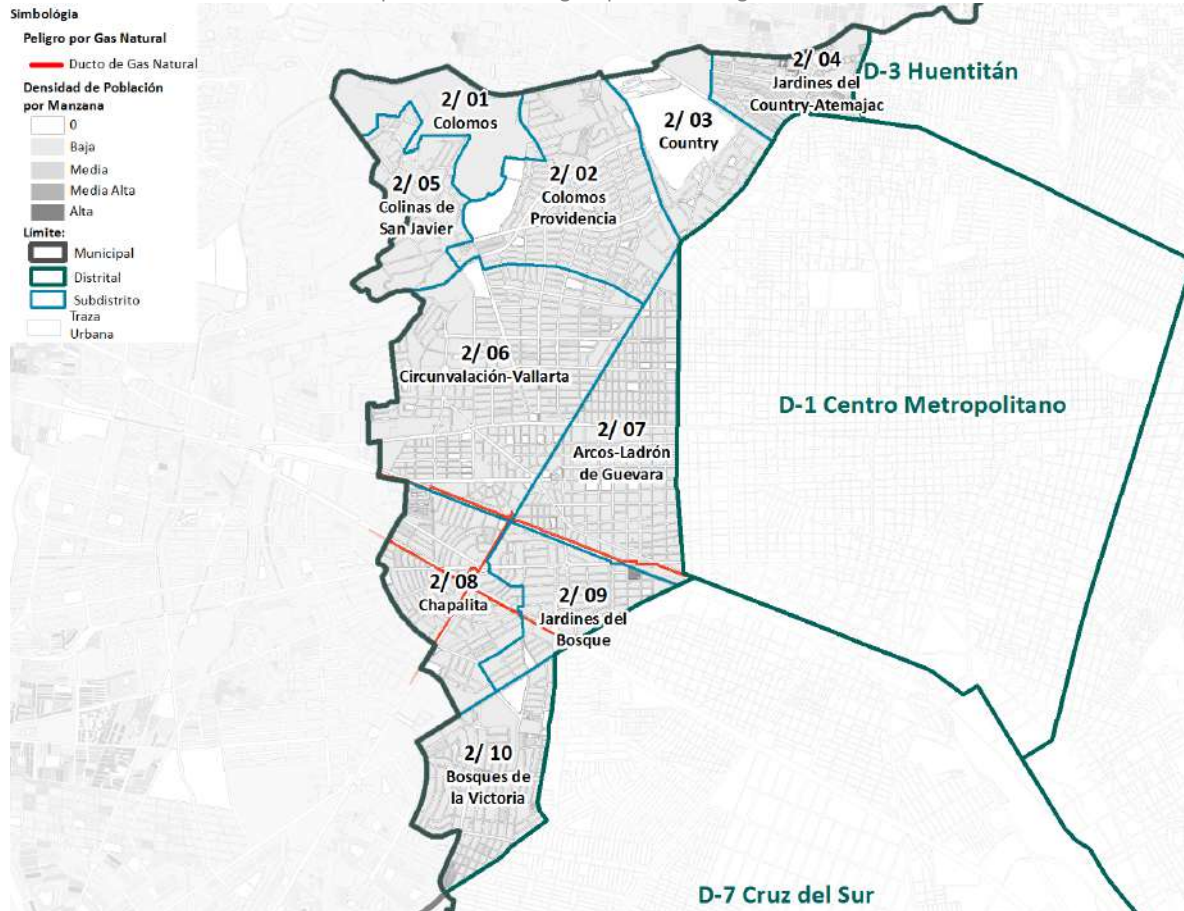 Simbológia
Peligro por Gas Natural
Ducto de Gas Natural
Densidad de Población
por Manzana
0
Baja
Media
Media Alta
Alta
Límite:
Municipal
Distrital
Subdistrito
Traza
Urbana
2/ 01
Colomos
2/ 02
Colomos
Providencia
2/ 03
Country
2/ 04
Jardines del
Country-Atemajac
D-3 Huentitán
2/ 05
Colinas de
San Javier
2/ 06
Circunvalación-Vallarta
2/ 07
Arcos-Ladrón
de Guevara
D-1 Centro Metropolitano
2/ 08
Chapalita
2/ 09
Jardines del
Bosque
2/ 10
Bosques de
la Victoria
D-7 Cruz del Sur